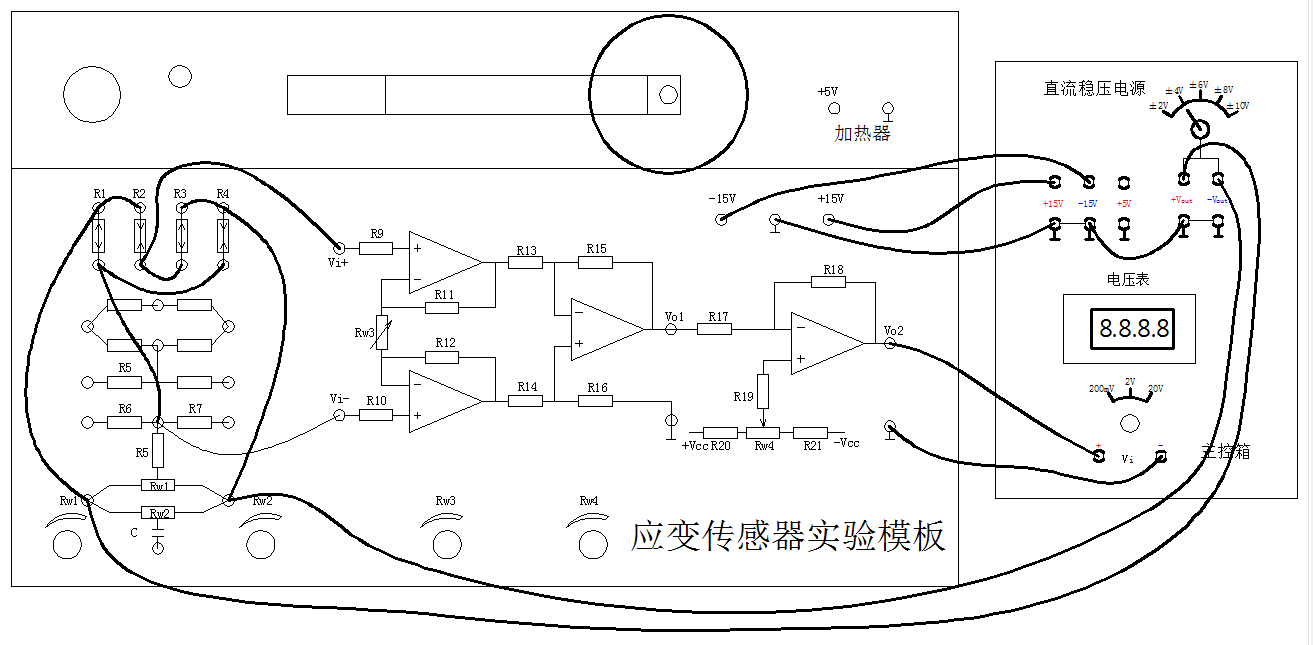 直流稳压电源
±2V ±4V ±6V ±8V ±10V
+5V
加热器
R1 R2 R3 R4
-15V +15V
+15V -15V +5V +Vout -Vout
R9
Vi+
R13 R15
R11
R18
电压表
Rw3
Vo1 R17
Vo2
8.8.8.8
R12
R5
R14 R16
200mV 2V 20V
Vi-
R10
R19
R6 R7
+Vcc R20 Rw4 R21 -Vcc
R5
+ Vi -
主控箱
Rw1
Rw1 Rw2 Rw3 Rw4
Rw2
C
应变传感器实验模板